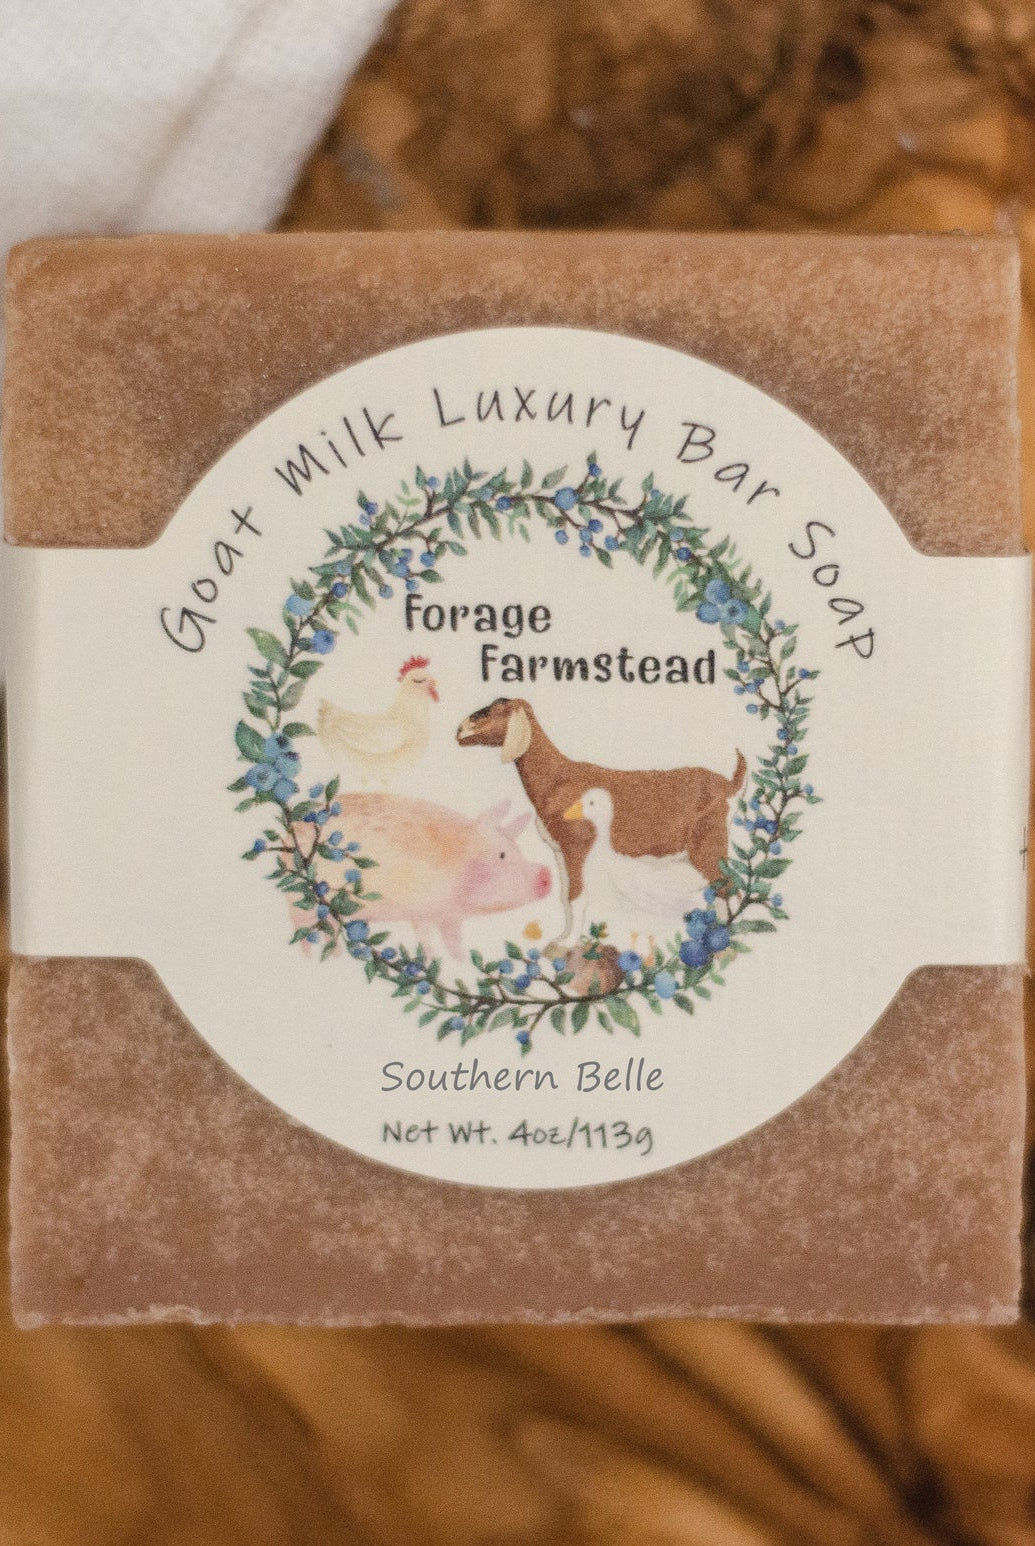 Goat Milk Luxury Bar Soap
Forage
Farmstead
Southern Belle
Net Wt. 4oz/113g